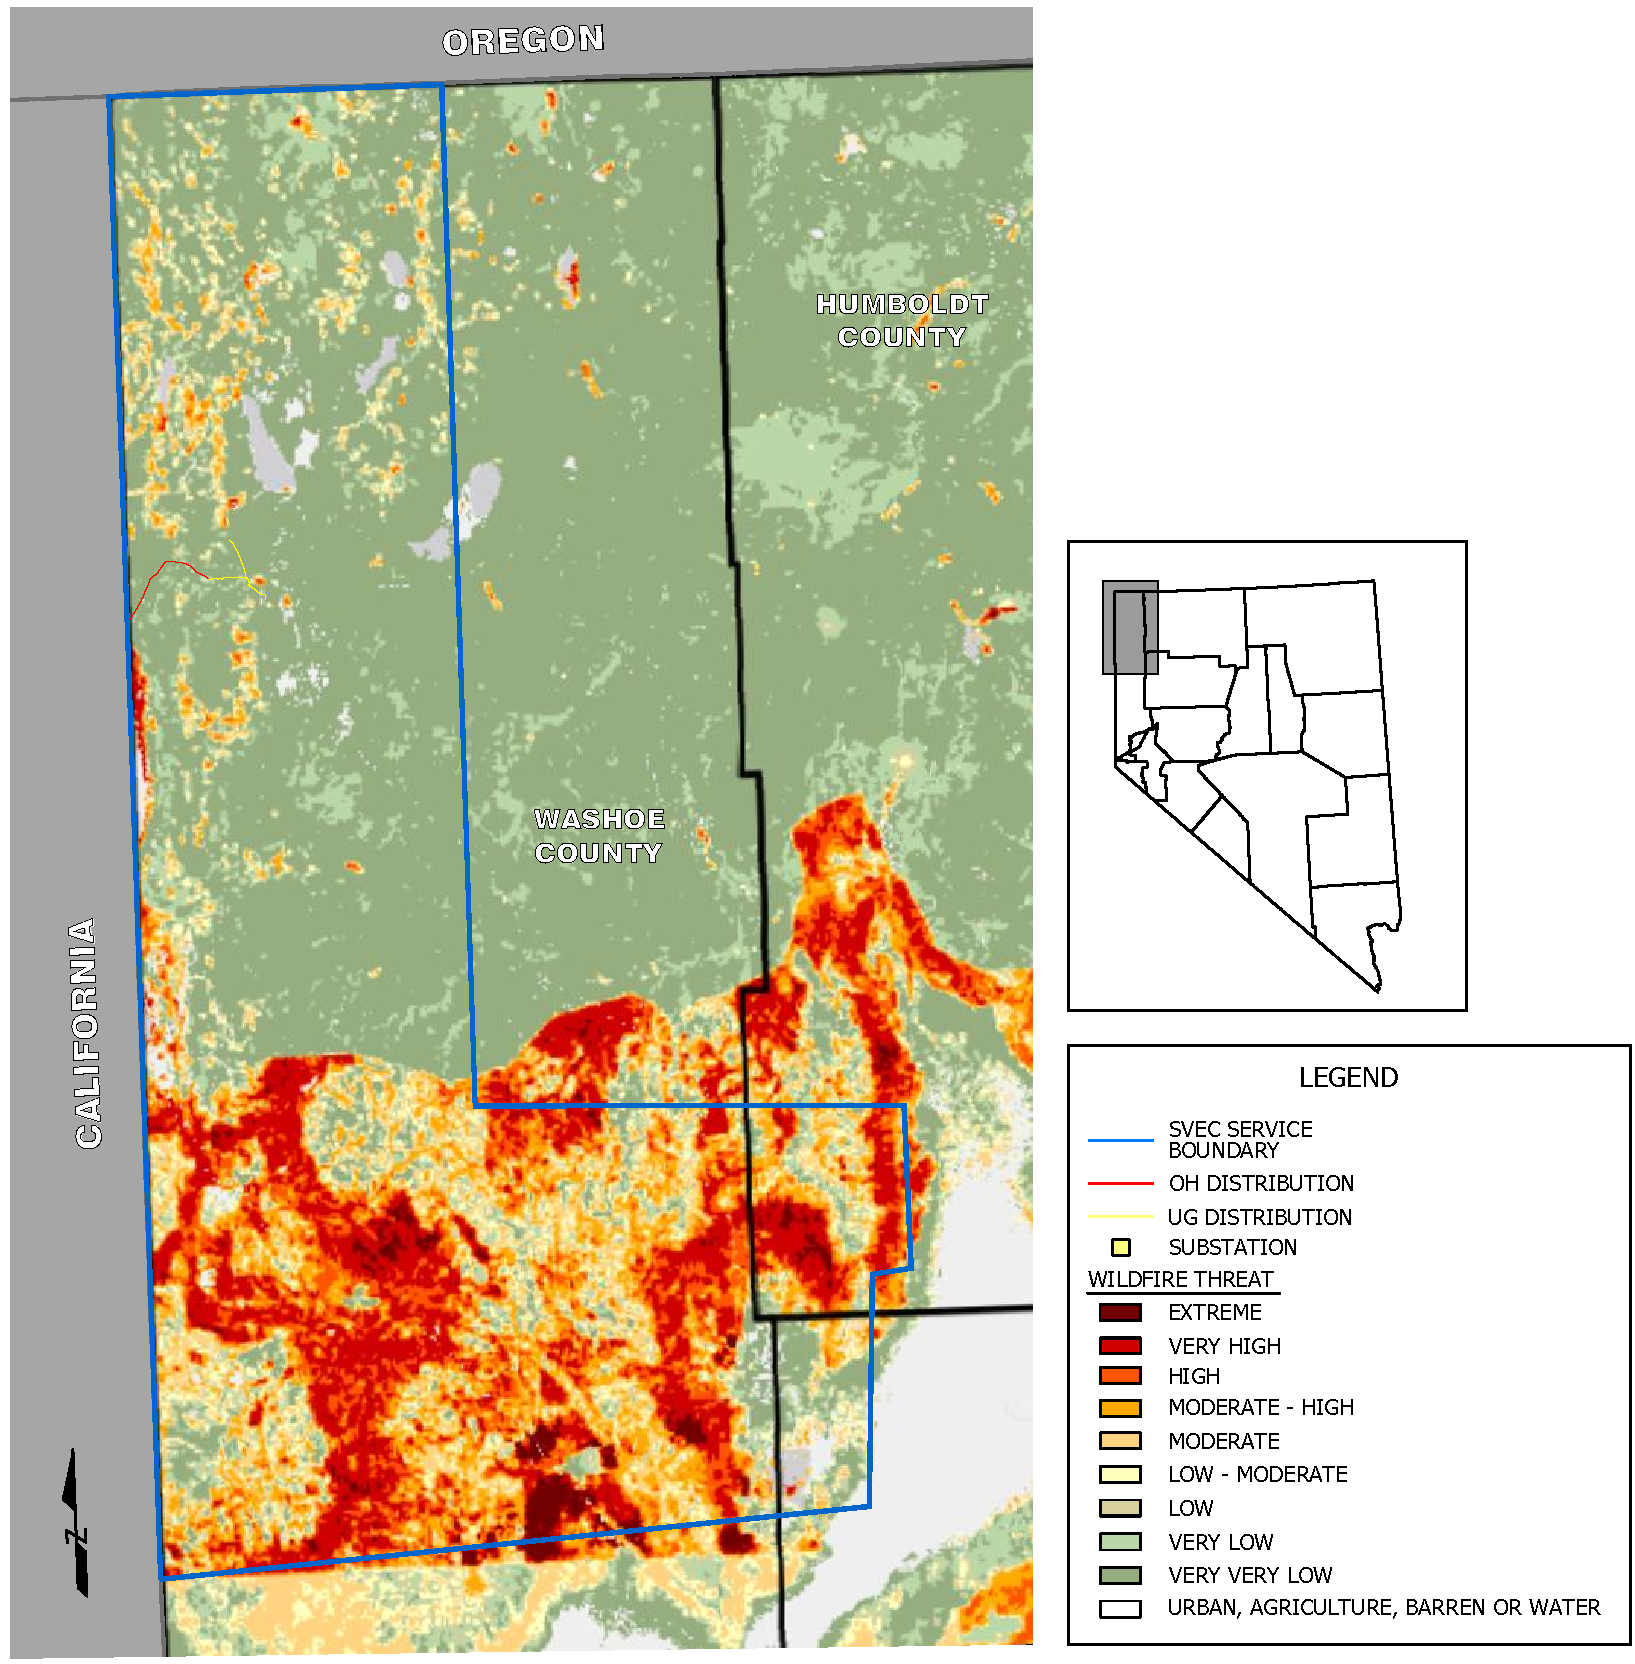 OREGON
HUMBOLDT
COUNTY
WASHOE
COUNTY
CALIFORNIA
N
LEGEND
SVEC SERVICE
BOUNDARY
OH DISTRIBUTION
UG DISTRIBUTION
SUBSTATION
WILDFIRE THREAT
EXTREME
VERY HIGH
HIGH
MODERATE - HIGH
MODERATE
LOW - MODERATE
LOW
VERY LOW
VERY VERY LOW
URBAN, AGRICULTURE, BARREN OR WATER